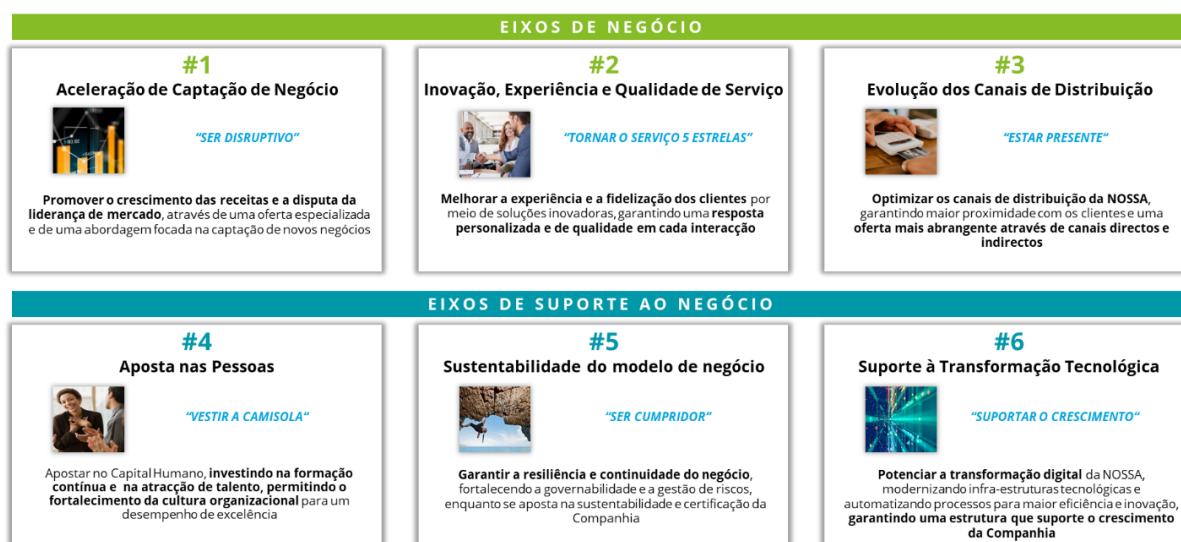 EIXOS DE NEGÓCIO
#1
Aceleração de Captação de Negócio
“SER DISRUPTIVO”
Promover o crescimento das receitas e a disputa da
liderança de mercado, através de uma oferta especializada
e de uma abordagem focada na captação de novos negócios
#2
Inovação, Experiência e Qualidade de Serviço
“TORNAR O SERVIÇO 5 ESTRELAS”
Melhorar a experiência e a fidelização dos clientes por
meio de soluções inovadoras, garantindo uma resposta
personalizada e de qualidade em cada interacção
#3
Evolução dos Canais de Distribuição
“ESTAR PRESENTE“
Optimizar os canais de distribuição da NOSSA,
garantindo maior proximidade com os clientes e uma
oferta mais abrangente através de canais directos e
indirectos
EIXOS DE SUPORTE AO NEGÓCIO
#4
Aposta nas Pessoas
“VESTIR A CAMISOLA“
Apostar no Capital Humano, investindo na formação
contínua e na atracção de talento, permitindo o
fortalecimento da cultura organizacional para um
desempenho de excelência
#5
Sustentabilidade do modelo de negócio
“SER CUMPRIDOR“
Garantir a resiliência e continuidade do negócio,
fortalecendo a governabilidade e a gestão de riscos,
enquanto se aposta na sustentabilidade e certificação da
Companhia
#6
Suporte à Transformação Tecnológica
“SUPORTAR O CRESCIMENTO“
Potenciar a transformação digital da NOSSA,
modernizando infra-estruturas tecnológicas e
automatizando processos para maior eficiência e inovação,
garantindo uma estrutura que suporte o crescimento
da Companhia